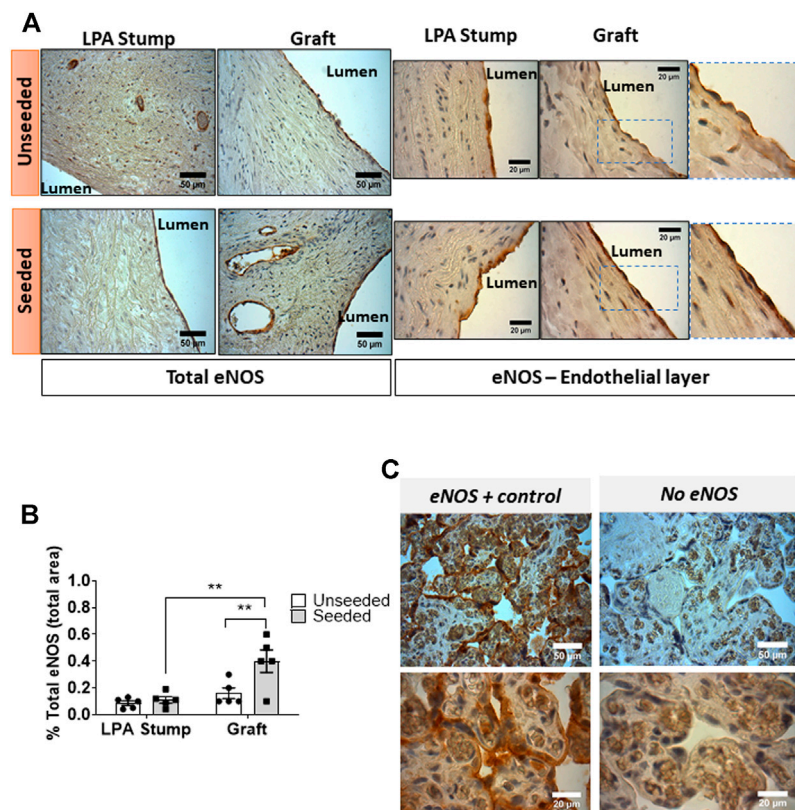 A
LPA Stump
Graft
LPA Stump
Graft
Unseeded
Lumen
50 µm
Lumen
50 µm
Lumen
20 µm
Lumen
20 µm
Seeded
Lumen
50 µm
Lumen
50 µm
Lumen
20 µm
Lumen
20 µm
Total eNOS
eNOS – Endothelial layer
B
% Total eNOS (total area)
1.0
0.8
0.6
0.4
0.2
0.0
**
**
Unseeded
Seeded
LPA Stump
Graft
C
eNOS + control
No eNOS
50 µm
50 µm
20 µm
20 µm